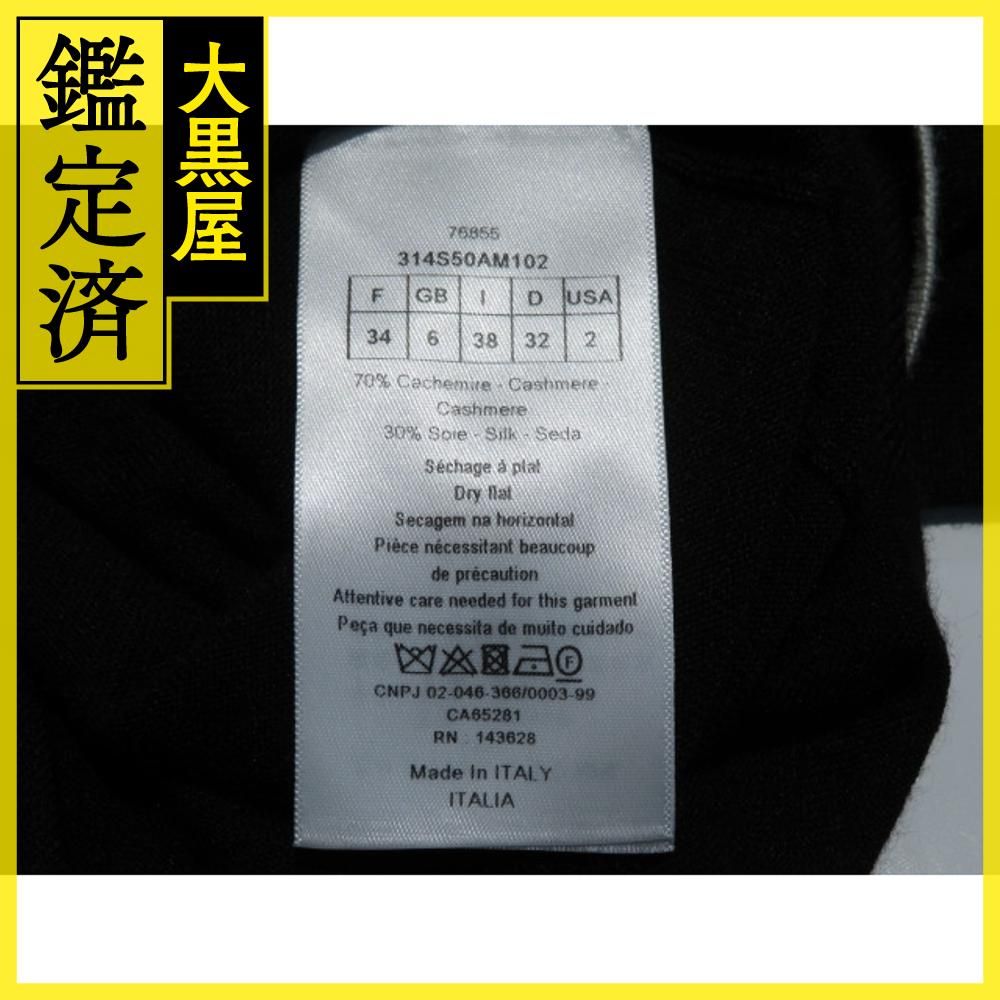 鑑定済
大黒屋
76855
314S50AM102
F GB I D USA
34 6 38 32 2
70% Cachemire - Cashmere -
Cashmere
30% Soie - Silk - Seda
Séchage à plat
Dry flat
Secagem na horizontal
Pièce nécessitant beaucoup
de précaution
Attentive care needed for this garment
Peça que necessita de muito cuidado
F
CNPJ 02-046-366/0003-99
CA65281
RN : 143628
Made In ITALY
ITALIA